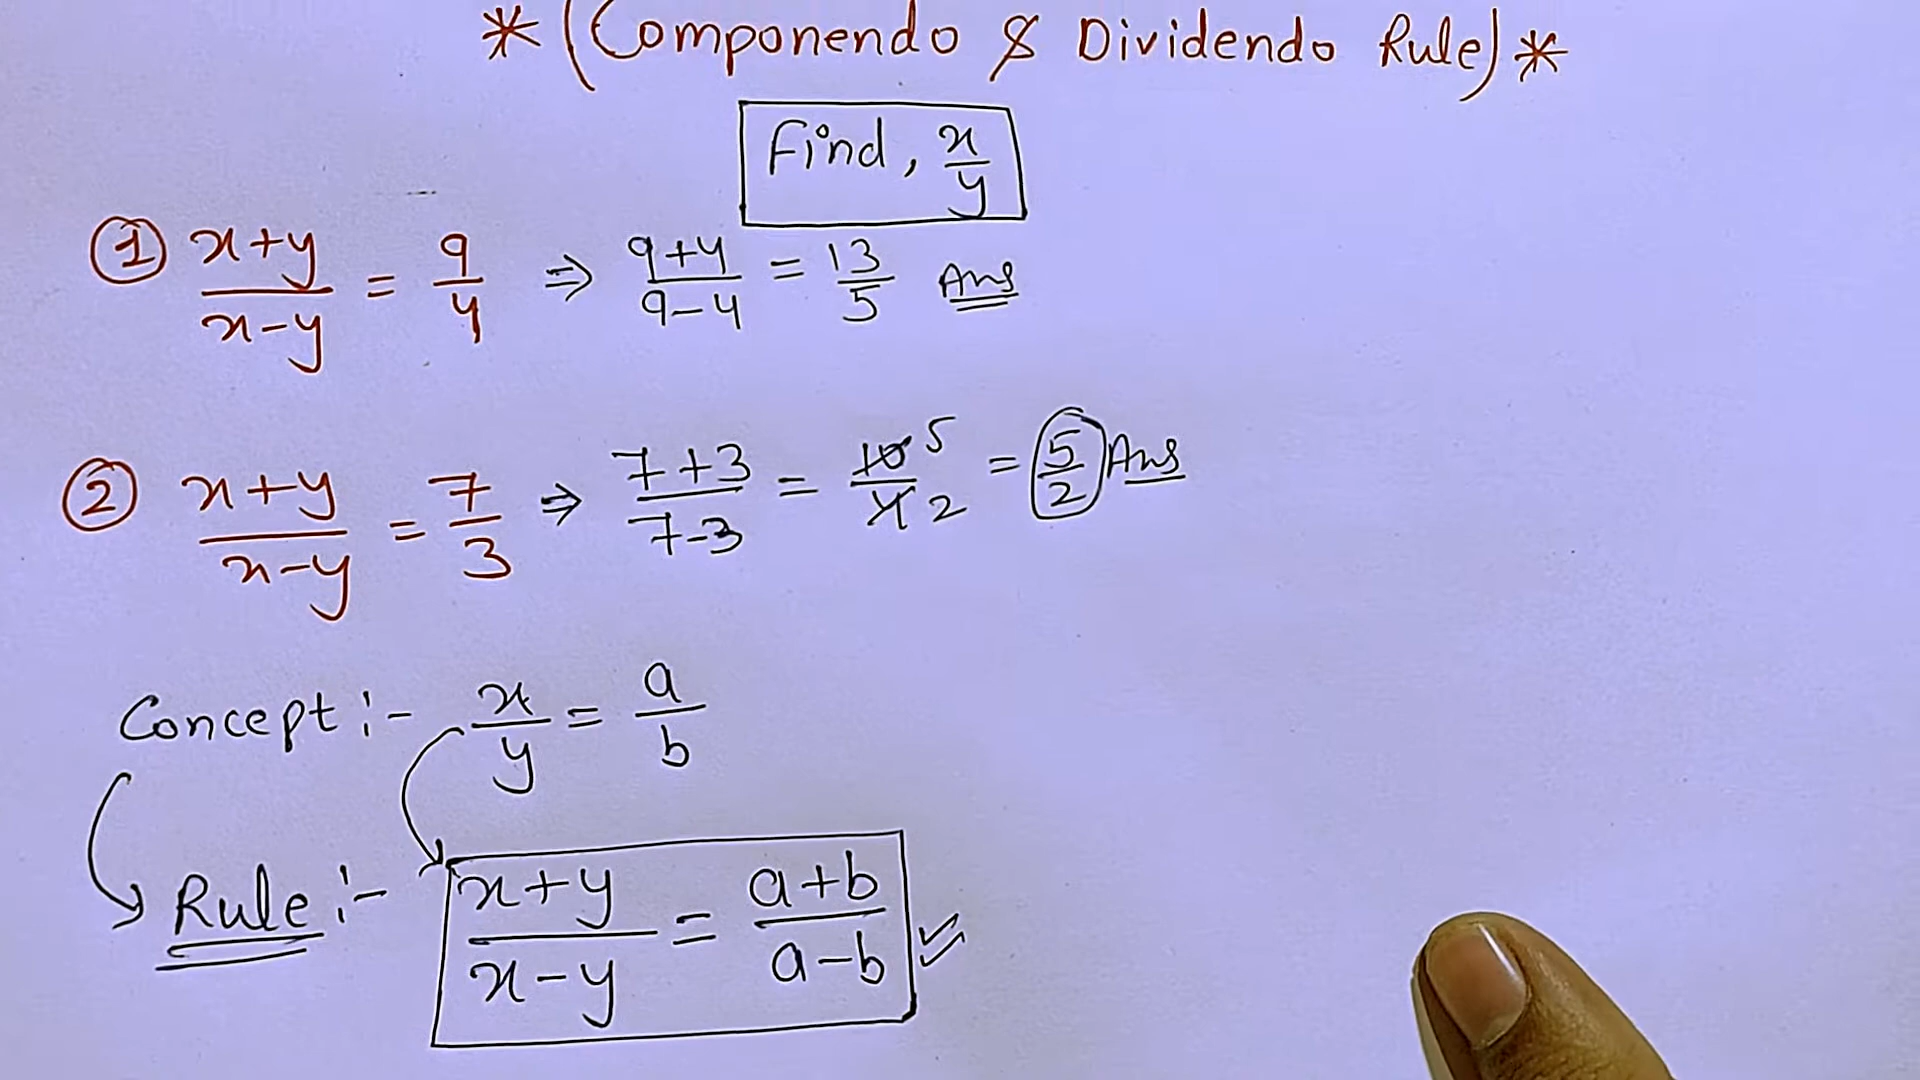 *(Componendo & Dividendo Rule)*
Find, x/y
① x+y/x-y = 9/4 ⇒ 9+4/9-4 = 13/5 Ans
② x+y/x-y = 7/3 ⇒ 7+3/7-3 = 10 5/4 2 = 5/2 Ans
Concept :- x/y = a/b
Rule :- x+y/x-y = a+b/a-b